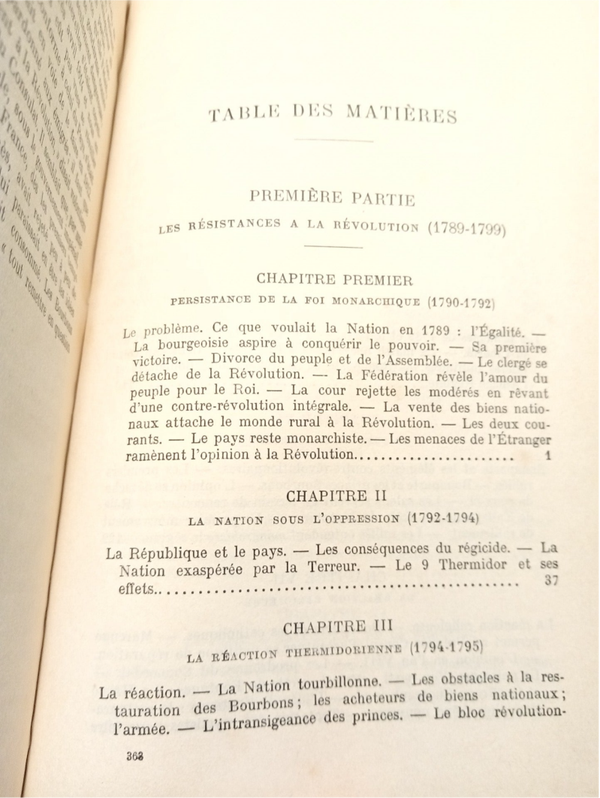 TABLE DES MATIÈRES
PREMIÈRE PARTIE
LES RÉSISTANCES A LA RÉVOLUTION (1789-1799)
CHAPITRE PREMIER
PERSISTANCE DE LA FOI MONARCHIQUE (1790-1792)
Le problème. Ce que voulait la Nation en 1789 : l'Égalité. —
La bourgeoisie aspire à conquérir le pouvoir. — Sa première
victoire. — Divorce du peuple et de l'Assemblée. — Le clergé se
détache de la Révolution. — La Fédération révèle l'amour du
peuple pour le Roi. — La cour rejette les modérés en rêvant
d'une contre-révolution intégrale. — La vente des biens natio-
naux attache le monde rural à la Révolution. — Les deux cou-
rants. — Le pays reste monarchiste. — Les menaces de l'Étranger
ramènent l'opinion à la Révolution....................... 1
CHAPITRE II
LA NATION SOUS L'OPPRESSION (1792-1794)
La République et le pays. — Les conséquences du régicide. — La
Nation exaspérée par la Terreur. — Le 9 Thermidor et ses
effets.................................................. 37
CHAPITRE III
LA RÉACTION THERMIDORIENNE (1794-1795)
La réaction. — La Nation tourbillonne. — Les obstacles à la res-
tauration des Bourbons ; les acheteurs de biens nationaux ;
l'armée. — L'intransigeance des princes. — Le bloc révolution-
368